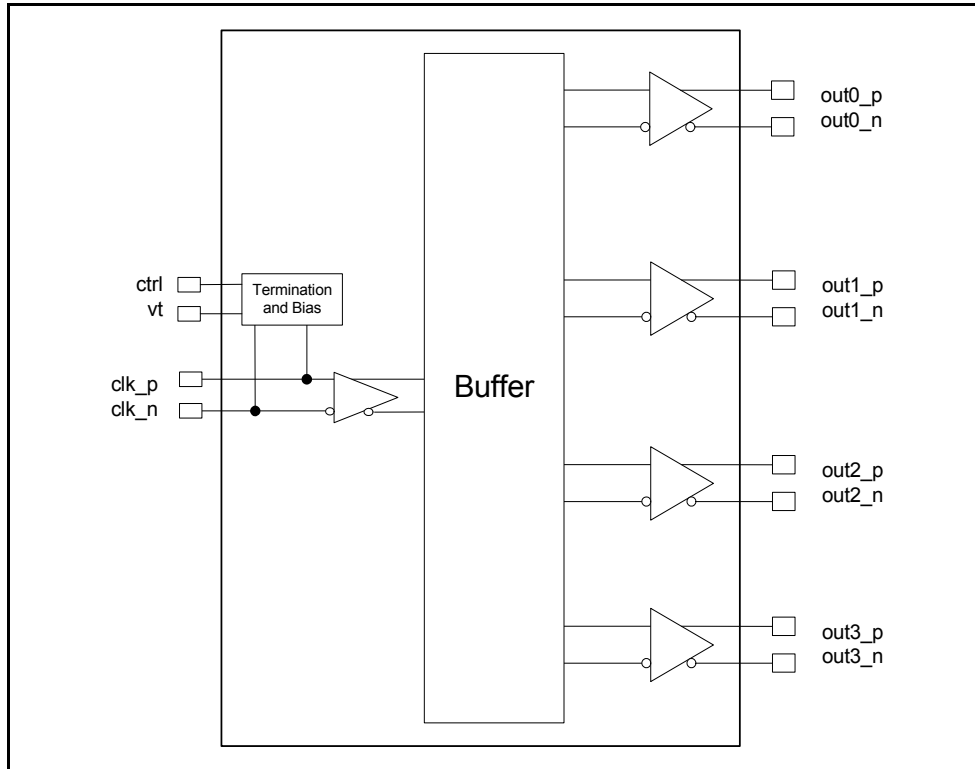 out0_p
out0_n
ctrl
vt
Termination
and Bias
out1_p
out1_n
clk_p
clk_n
Buffer
out2_p
out2_n
out3_p
out3_n